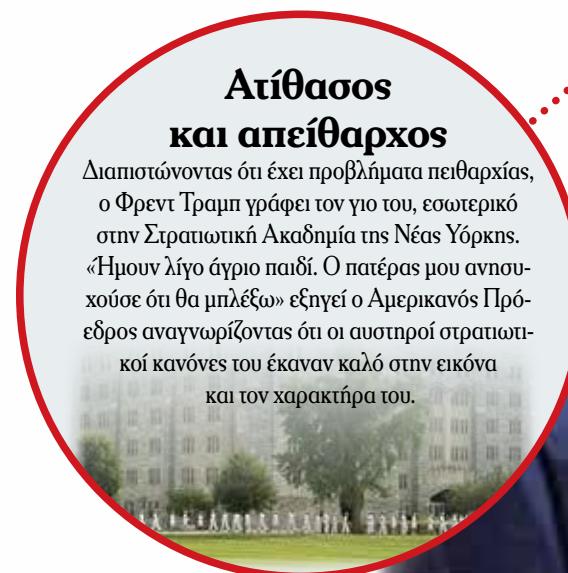 Ατίθασος
και απείθαρχος
Διαπιστώνοντας ότι έχει προβλήματα πειθαρχίας,
ο Φρεντ Τραμπ γράφει τον γιο του, εσωτερικό
στην Στρατιωτική Ακαδημία της Νέας Υόρκης.
«Ήμουν λίγο άγριο παιδί. Ο πατέρας μου ανησυ-
χούσε ότι θα μπλέξω» εξηγεί ο Αμερικανός Πρό-
εδρος αναγνωρίζοντας ότι οι αυστηροί στρατιωτι-
κοί κανόνες του έκαναν καλό στην εικόνα
και τον χαρακτήρα του.